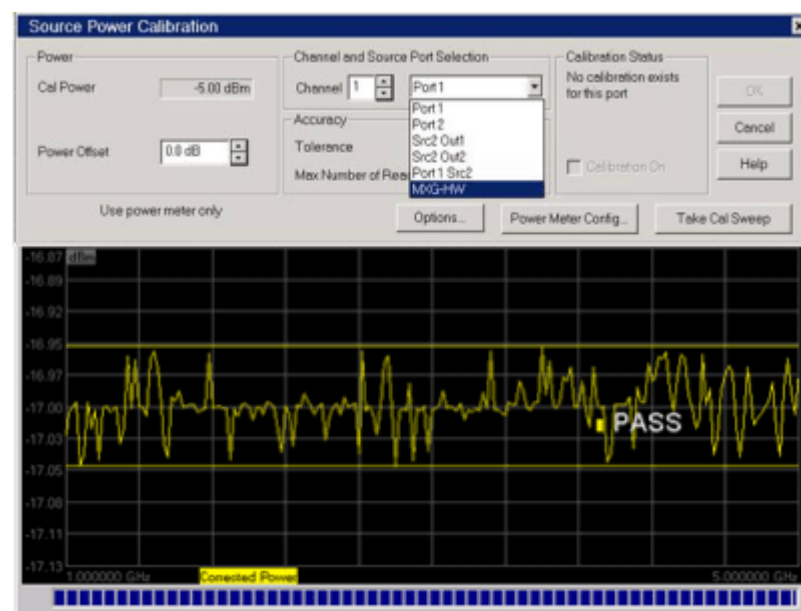 Source Power Calibration
Power
Cal Power -5.00 dBm
Power Offset 0.0 dB
Use power meter only
Channel and Source Port Selection
Channel 1 Port 1
Port 1
Port 2
Src2 Out1
Src2 Out2
Port 1 Src2
MXG-HW
Accuracy
Tolerance
Max Number of Rea
Calibration Status
No calibration exists
for this port
Calibration On
OK
Cancel
Help
Options...
Power Meter Config...
Take Cal Sweep
-16.87 dBm
-16.89
-16.92
-16.95
-16.97
-17.00
-17.03
-17.05
-17.08
-17.11
-17.13
PASS
1.000000 GHz
Corrected Power
5.000000 GHz